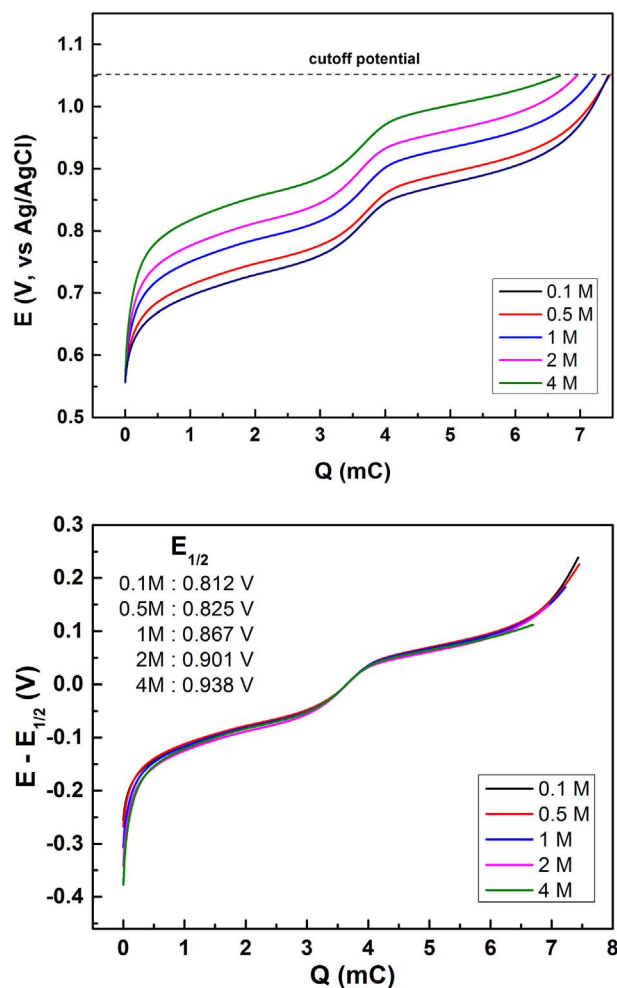 1.1
cutoff potential
1.0
0.9
0.8
0.7
0.6
0.5
E (V, vs Ag/AgCl)
0.1 M
0.5 M
1 M
2 M
4 M
0 1 2 3 4 5 6 7
Q (mC)
0.3
0.2
0.1
0.0
-0.1
-0.2
-0.3
-0.4
E - E1/2 (V)
E1/2
0.1M : 0.812 V
0.5M : 0.825 V
1M : 0.867 V
2M : 0.901 V
4M : 0.938 V
0.1 M
0.5 M
1 M
2 M
4 M
0 1 2 3 4 5 6 7 8
Q (mC)